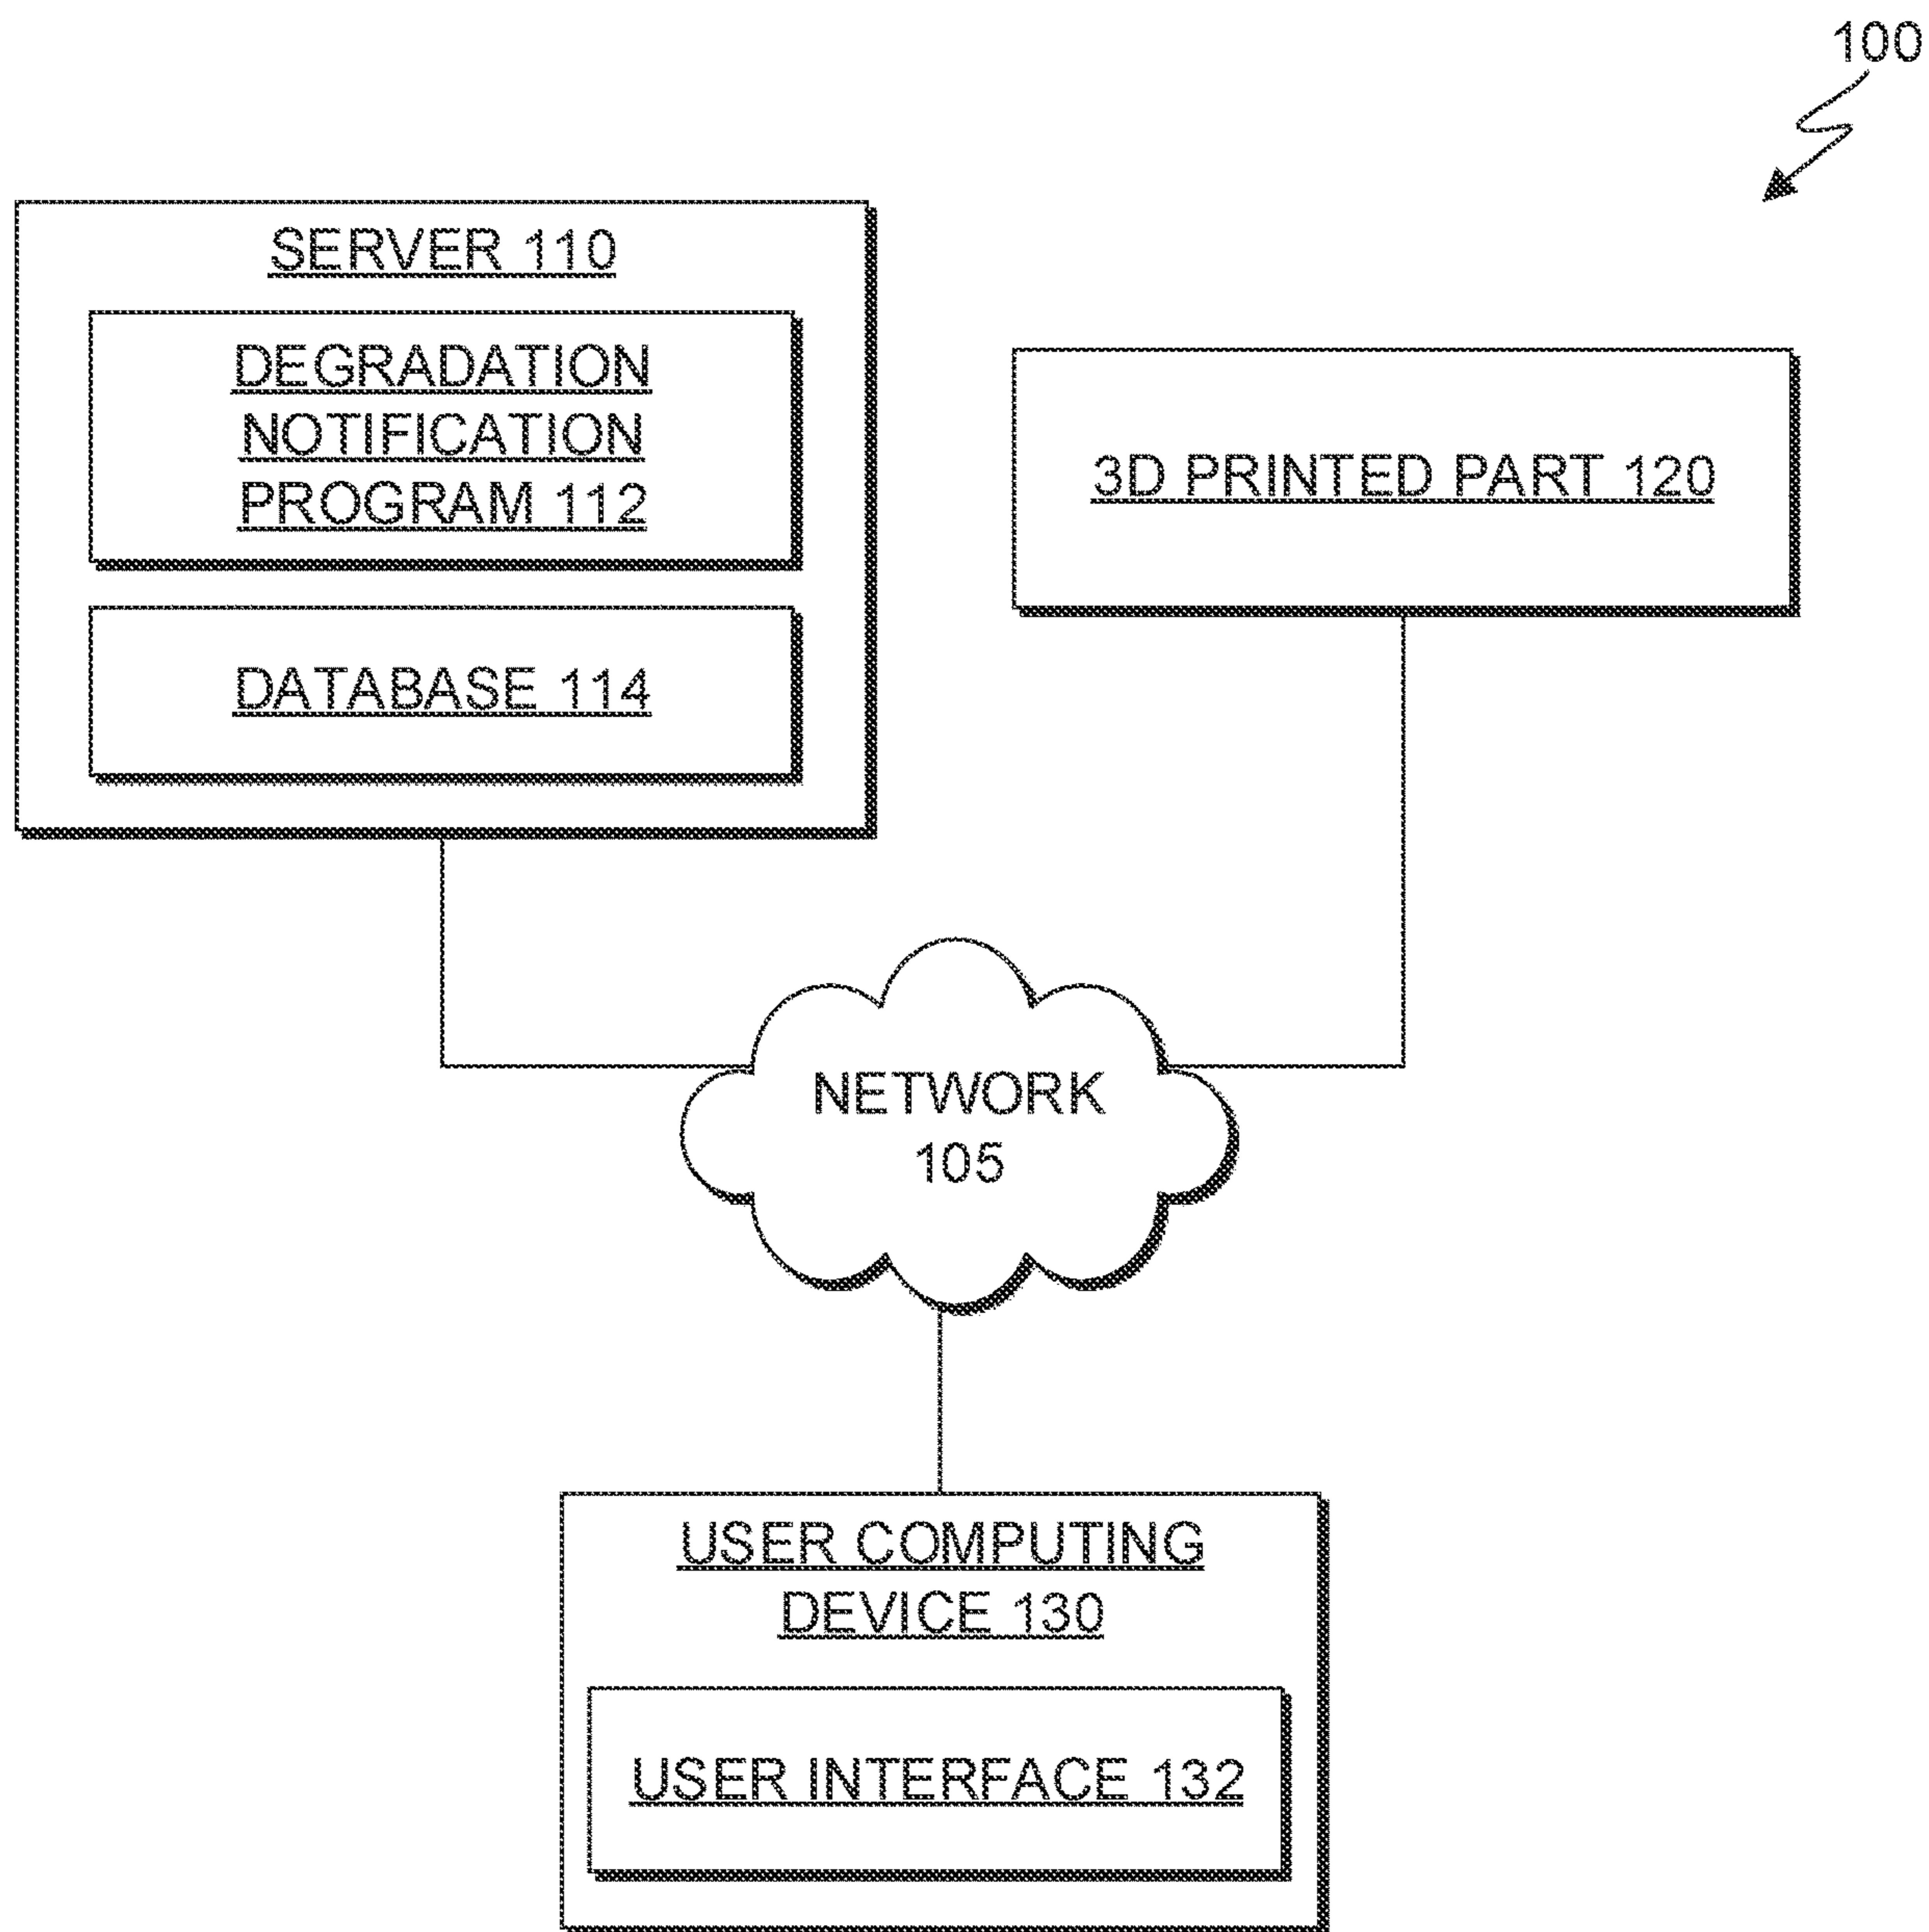 100
SERVER 110
DEGRADATION
NOTIFICATION
PROGRAM 112
DATABASE 114
3D PRINTED PART 120
NETWORK
105
USER COMPUTING
DEVICE 130
USER INTERFACE 132